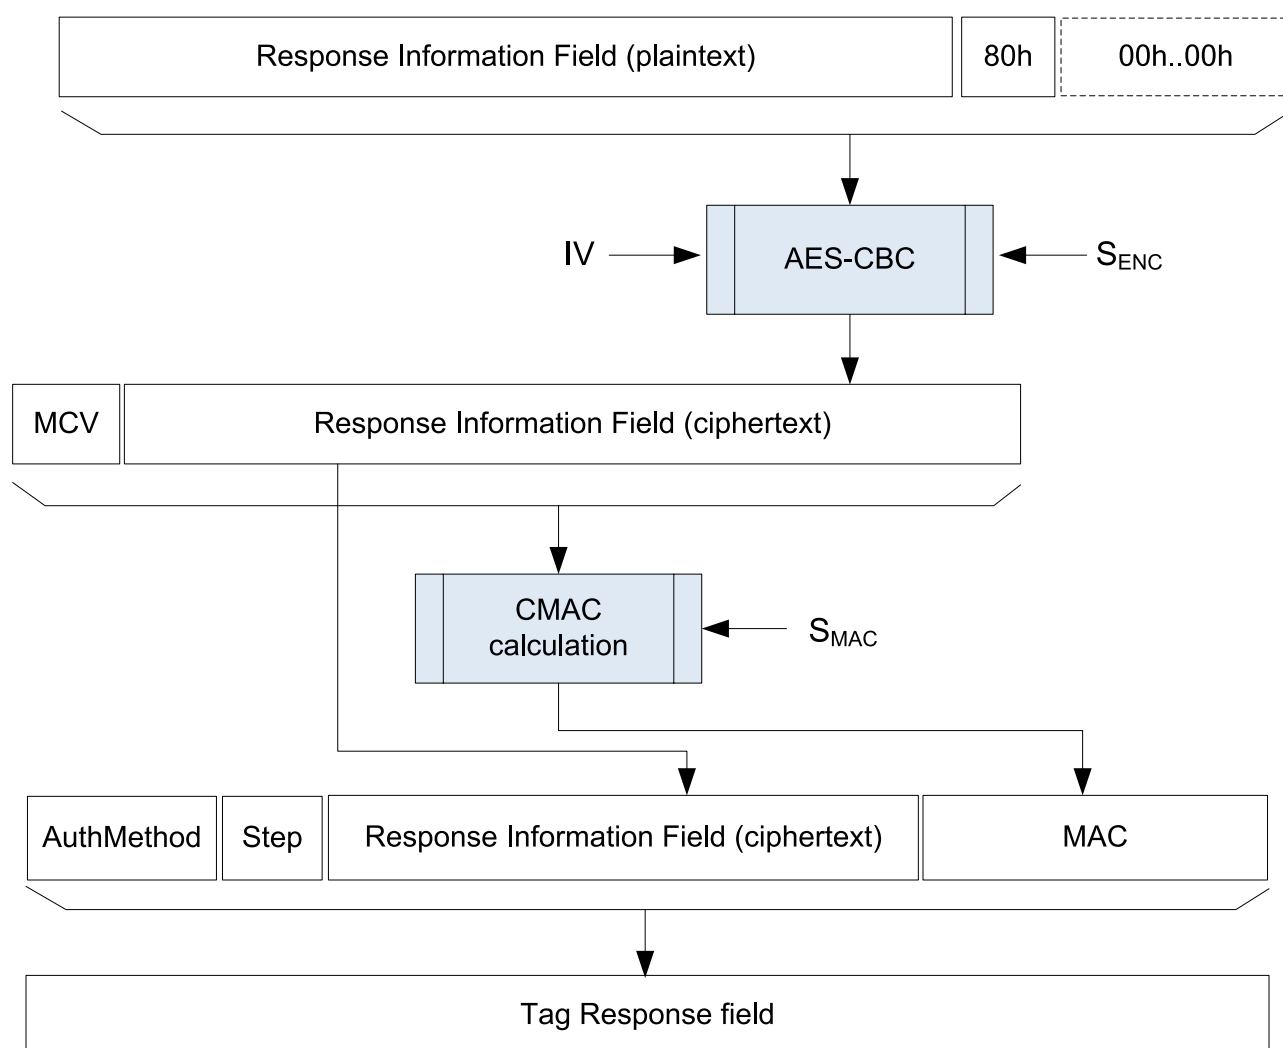 Response Information Field (plaintext)
80h
00h..00h
IV
AES-CBC
SENC
MCV
Response Information Field (ciphertext)
CMAC
calculation
SMAC
AuthMethod
Step
Response Information Field (ciphertext)
MAC
Tag Response field